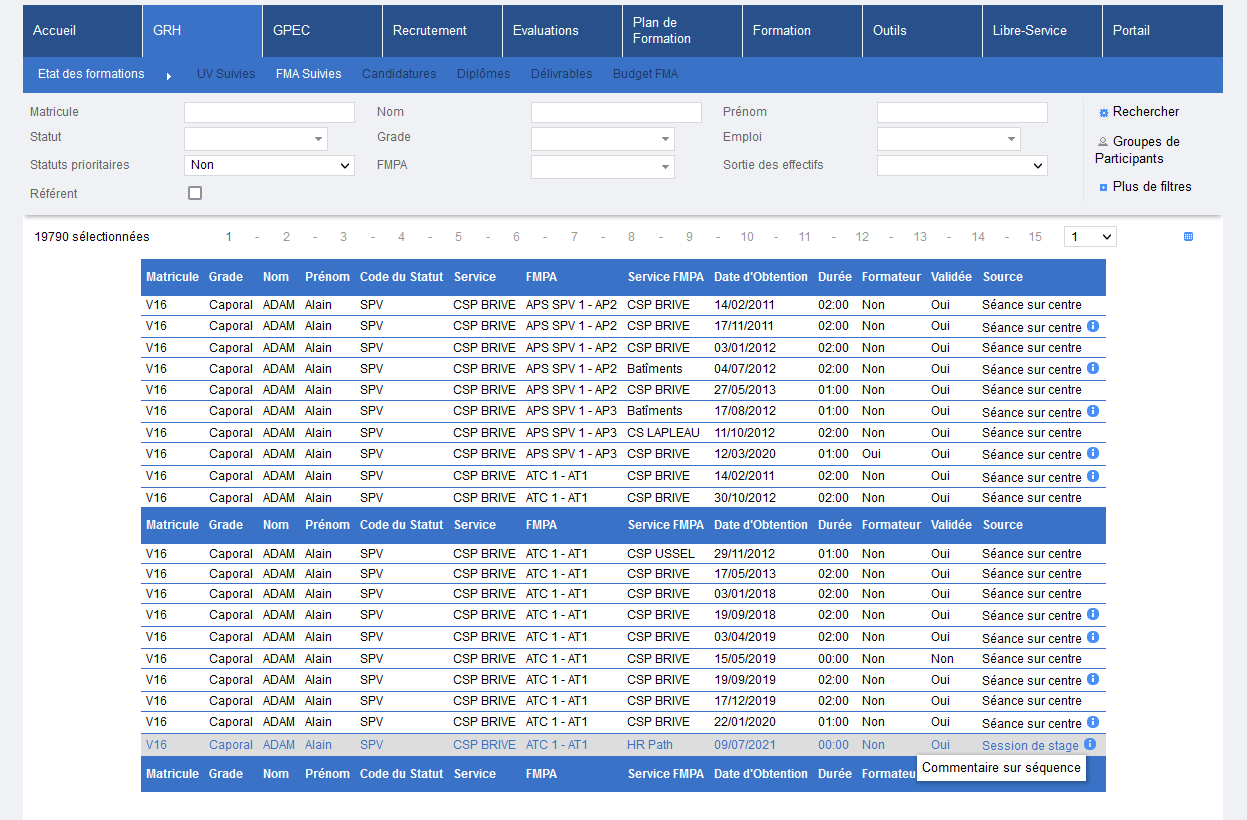 Accueil GRH GPEC Recrutement Evaluations Plan de Formation Formation Outils Libre-Service Portail
Etat des formations UV Suivies FMA Suivies Candidatures Diplômes Délivrables Budget FMA
Matricule Nom Prénom Rechercher
Statut Grade Emploi Groupes de Participants
Statuts prioritaires Non FMPA Sortie des effectifs Plus de filtres
Référent
19790 sélectionnées 1 - 2 - 3 - 4 - 5 - 6 - 7 - 8 - 9 - 10 - 11 - 12 - 13 - 14 - 15 1
Matricule Grade Nom Prénom Code du Statut Service FMPA Service FMPA Date d'Obtention Durée Formateur Validée Source
V16 Caporal ADAM Alain SPV CSP BRIVE APS SPV 1 - AP2 CSP BRIVE 14/02/2011 02:00 Non Oui Séance sur centre
V16 Caporal ADAM Alain SPV CSP BRIVE APS SPV 1 - AP2 CSP BRIVE 17/11/2011 02:00 Non Oui Séance sur centre
V16 Caporal ADAM Alain SPV CSP BRIVE APS SPV 1 - AP2 CSP BRIVE 03/01/2012 02:00 Non Oui Séance sur centre
V16 Caporal ADAM Alain SPV CSP BRIVE APS SPV 1 - AP2 Batîments 04/07/2012 02:00 Non Oui Séance sur centre
V16 Caporal ADAM Alain SPV CSP BRIVE APS SPV 1 - AP2 CSP BRIVE 27/05/2013 01:00 Non Oui Séance sur centre
V16 Caporal ADAM Alain SPV CSP BRIVE APS SPV 1 - AP3 Batîments 17/08/2012 01:00 Non Oui Séance sur centre
V16 Caporal ADAM Alain SPV CSP BRIVE APS SPV 1 - AP3 CS LAPLEAU 11/10/2012 02:00 Non Oui Séance sur centre
V16 Caporal ADAM Alain SPV CSP BRIVE APS SPV 1 - AP3 CSP BRIVE 12/03/2020 01:00 Oui Oui Séance sur centre
V16 Caporal ADAM Alain SPV CSP BRIVE ATC 1 - AT1 CSP BRIVE 14/02/2011 02:00 Non Oui Séance sur centre
V16 Caporal ADAM Alain SPV CSP BRIVE ATC 1 - AT1 CSP BRIVE 30/10/2012 02:00 Non Oui Séance sur centre
Matricule Grade Nom Prénom Code du Statut Service FMPA Service FMPA Date d'Obtention Durée Formateur Validée Source
V16 Caporal ADAM Alain SPV CSP BRIVE ATC 1 - AT1 CSP USSEL 29/11/2012 01:00 Non Oui Séance sur centre
V16 Caporal ADAM Alain SPV CSP BRIVE ATC 1 - AT1 CSP BRIVE 17/05/2013 02:00 Non Oui Séance sur centre
V16 Caporal ADAM Alain SPV CSP BRIVE ATC 1 - AT1 CSP BRIVE 03/01/2018 02:00 Non Oui Séance sur centre
V16 Caporal ADAM Alain SPV CSP BRIVE ATC 1 - AT1 CSP BRIVE 19/09/2018 02:00 Non Oui Séance sur centre
V16 Caporal ADAM Alain SPV CSP BRIVE ATC 1 - AT1 CSP BRIVE 03/04/2019 02:00 Non Oui Séance sur centre
V16 Caporal ADAM Alain SPV CSP BRIVE ATC 1 - AT1 CSP BRIVE 15/05/2019 00:00 Non Non Séance sur centre
V16 Caporal ADAM Alain SPV CSP BRIVE ATC 1 - AT1 CSP BRIVE 19/09/2019 02:00 Non Oui Séance sur centre
V16 Caporal ADAM Alain SPV CSP BRIVE ATC 1 - AT1 CSP BRIVE 17/12/2019 02:00 Non Oui Séance sur centre
V16 Caporal ADAM Alain SPV CSP BRIVE ATC 1 - AT1 CSP BRIVE 22/01/2020 01:00 Non Oui Séance sur centre
V16 Caporal ADAM Alain SPV CSP BRIVE ATC 1 - AT1 HR Path 09/07/2021 00:00 Non Oui Session de stage
Matricule Grade Nom Prénom Code du Statut Service FMPA Service FMPA Date d'Obtention Durée Formateu
Commentaire sur séquence